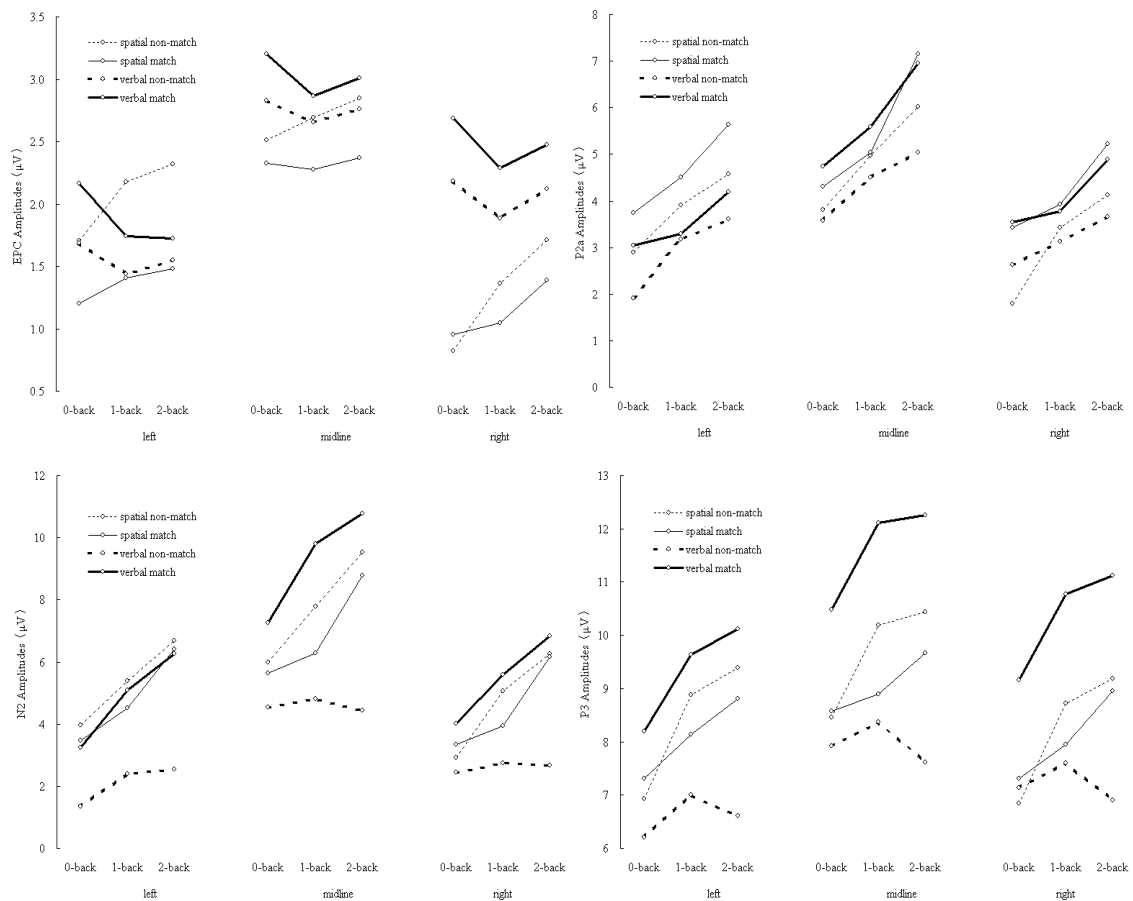 3.5
3.0
2.5
2.0
1.5
1.0
0.5
EPC Amplitudes (μV)
spatial non-match
spatial match
verbal non-match
verbal match
0-back 1-back 2-back 0-back 1-back 2-back 0-back 1-back 2-back
left midline right
8
7
6
5
4
3
2
1
0
P2a Amplitudes (μV)
spatial non-match
spatial match
verbal non-match
verbal match
0-back 1-back 2-back 0-back 1-back 2-back 0-back 1-back 2-back
left midline right
12
10
8
6
4
2
0
N2 Amplitudes (μV)
spatial non-match
spatial match
verbal non-match
verbal match
0-back 1-back 2-back 0-back 1-back 2-back 0-back 1-back 2-back
left midline right
13
12
11
10
9
8
7
6
P3 Amplitudes (μV)
spatial non-match
spatial match
verbal non-match
verbal match
0-back 1-back 2-back 0-back 1-back 2-back 0-back 1-back 2-back
left midline right